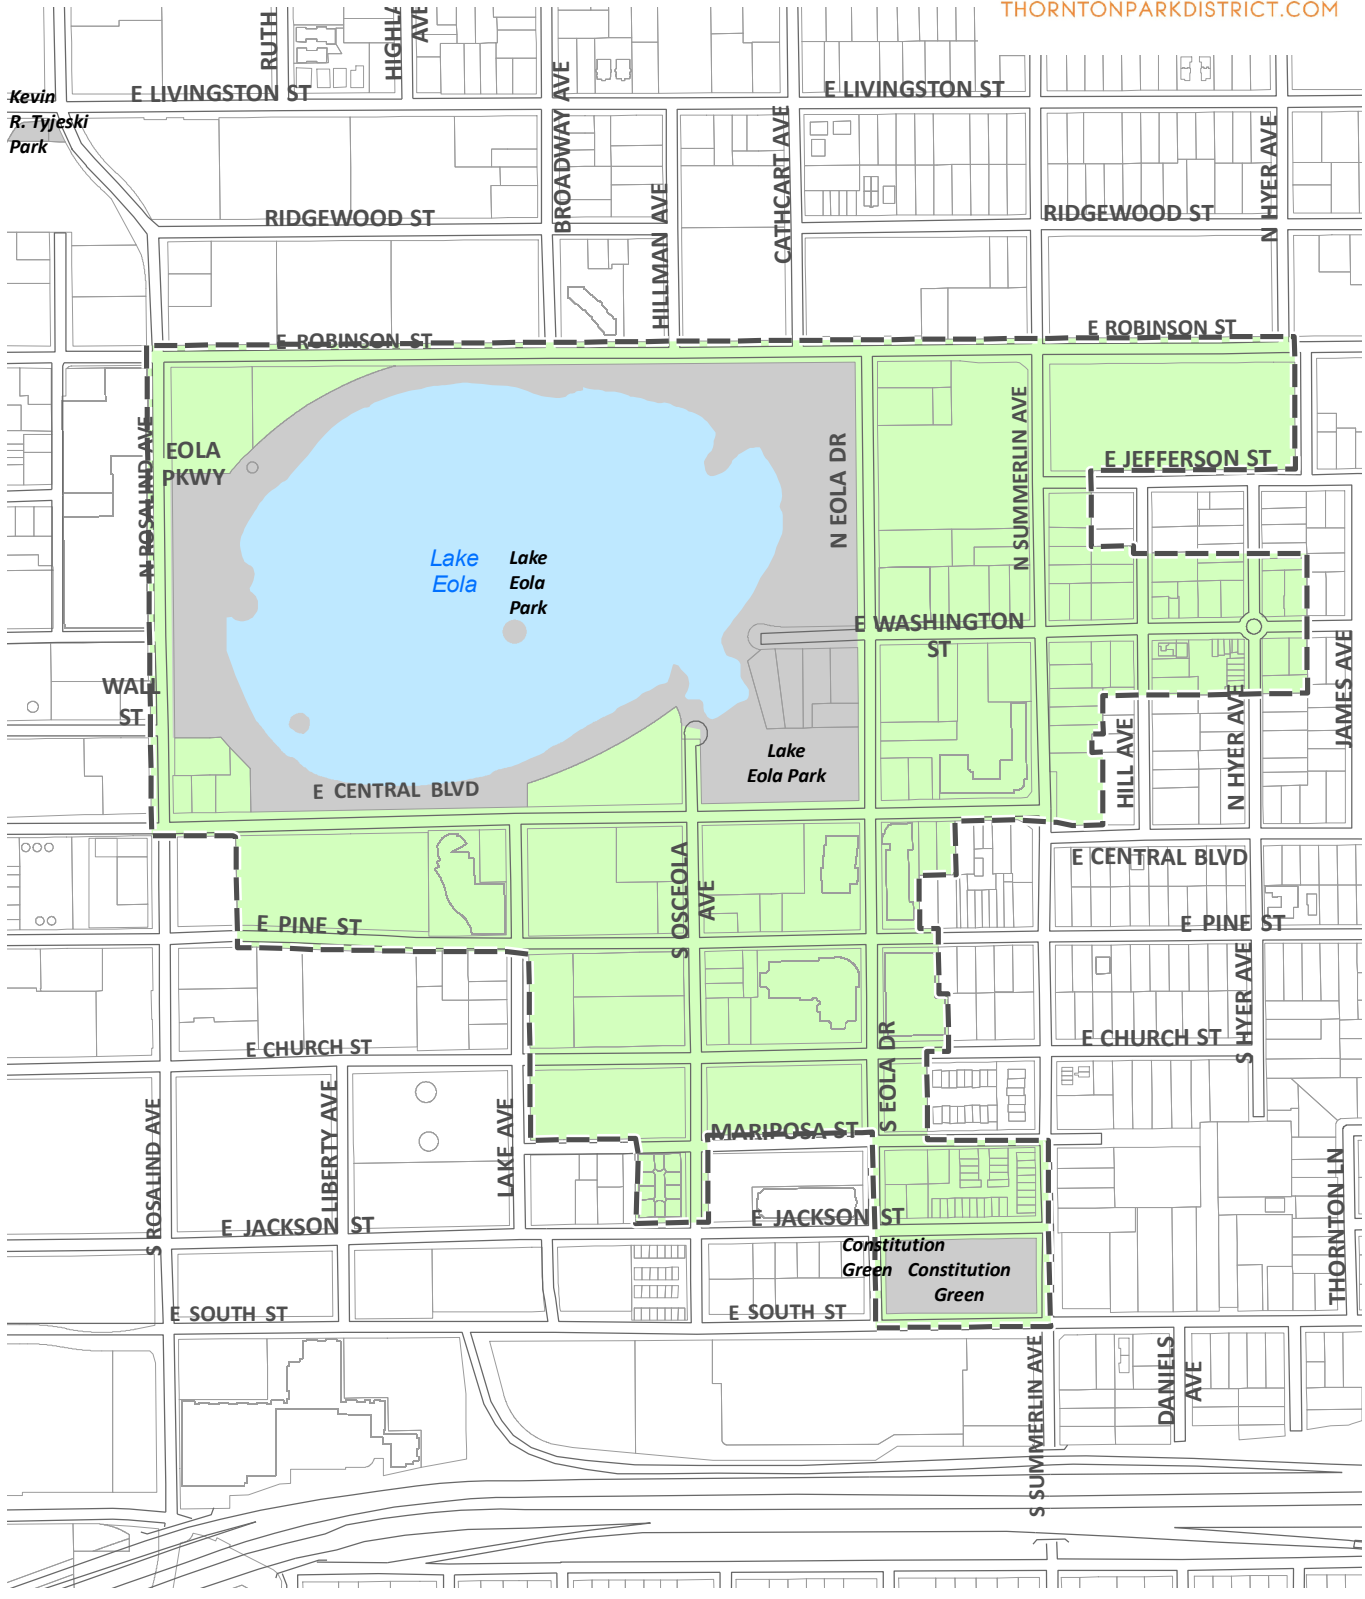 THORNTONPARKDISTRICT.COM
RUTH
HIGHLA
AVE
E LIVINGSTON ST
E LIVINGSTON ST
Kevin
R. Tyjeski
Park
BROADWAY AVE
HILLMAN AVE
CATHCART AVE
N HYER AVE
RIDGEWOOD ST
RIDGEWOOD ST
E ROBINSON ST
E ROBINSON ST
N ROSALIND AVE
EOLA
PKWY
N EOLA DR
N SUMMERLIN AVE
E JEFFERSON ST
Lake
Eola
Lake
Eola
Park
E WASHINGTON
ST
WALL
ST
JAMES AVE
HILL AVE
N HYER AVE
Lake
Eola Park
E CENTRAL BLVD
E CENTRAL BLVD
S OSCEOLA
AVE
E PINE ST
E PINE ST
S HYER AVE
E CHURCH ST
E CHURCH ST
S EOLA DR
S ROSALIND AVE
LIBERTY AVE
LAKE AVE
MARIPOSA ST
THORNTON LN
E JACKSON ST
E JACKSON ST
Constitution
Green
Constitution
Green
E SOUTH ST
E SOUTH ST
S SUMMERLIN AVE
DANIELS
AVE